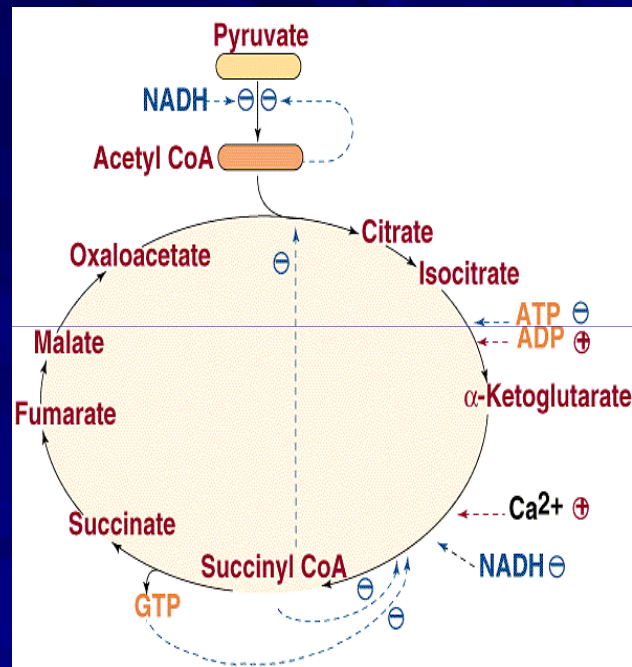 Pyruvate
NADH ⊖ ⊖
Acetyl CoA
Citrate
Oxaloacetate
⊖
Isocitrate
ATP ⊖
ADP ⊕
Malate
α-Ketoglutarate
Fumarate
Ca2+ ⊕
Succinate
Succinyl CoA
NADH ⊖
⊖
GTP
⊖